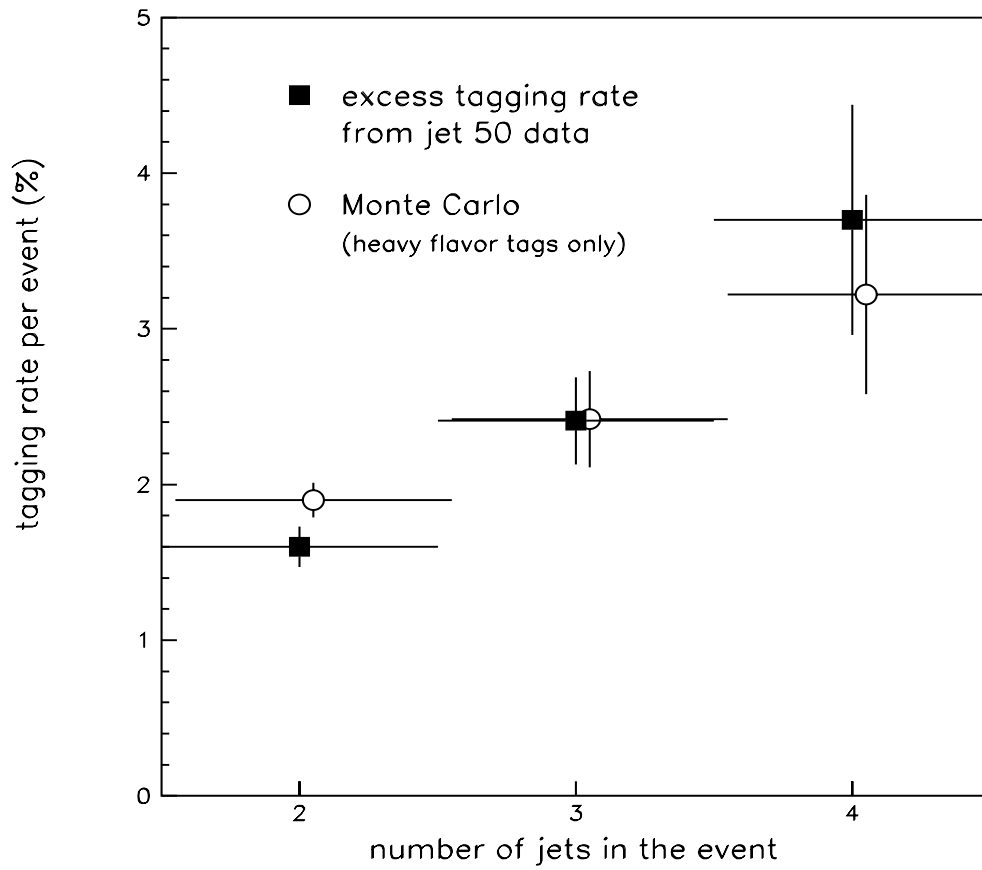 5
4
3
2
1
0
tagging rate per event (%)
excess tagging rate
from jet 50 data
Monte Carlo
(heavy flavor tags only)
2 3 4
number of jets in the event